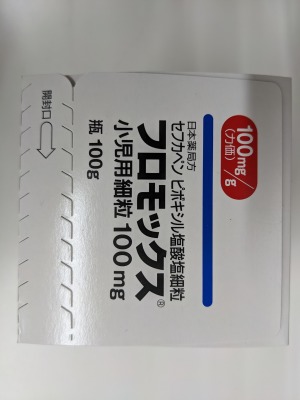 100mg/g
(力価)
日本薬局方
セフカペン ピボキシル塩酸塩細粒
フロモックス®
小児用細粒100mg
瓶 100g
開封口